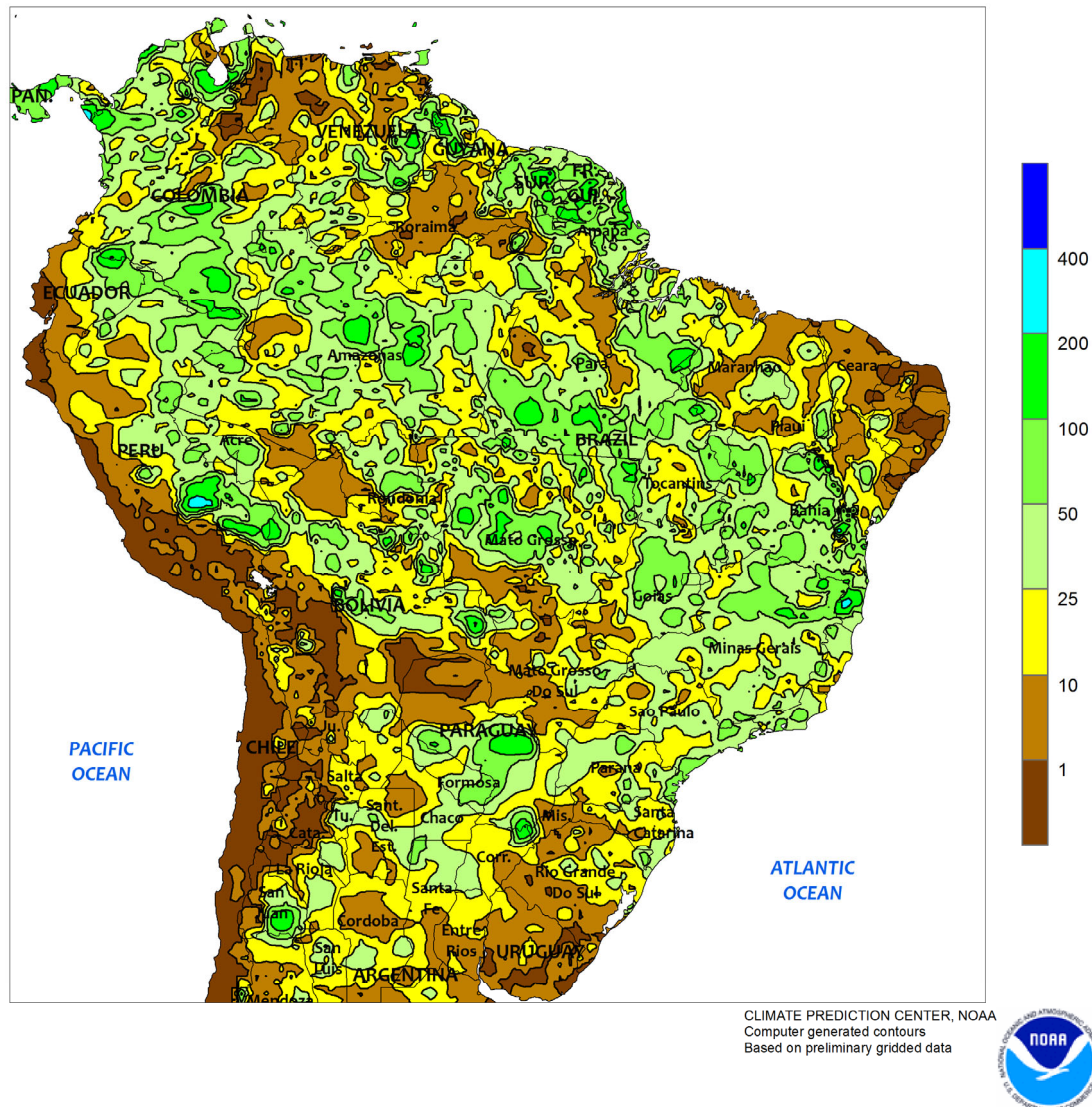 PAN.
VENEZUELA
GUYANA
COLOMBIA
SUR.
FR.
GUI.
Roraima
Amapa
ECUADOR
Amazonas
Para
Maranhao
Ceara
Piaui
PERU
Acre
BRAZIL
Rondonia
Tocantins
Bahia
Mato Grosso
BOLIVIA
Goias
Minas Gerais
Mato Grosso
Do Sul
Sao Paulo
PARAGUAY
CHILE
Ju.
Salta
Formosa
Parana
Sant.
Del.
Est.
Tu.
Chaco
Mis.
Santa
Catarina
Cata.
Corr.
La Rioja
Rio Grande
Do Sul
San
Juan
Santa
Fe
Cordoba
Entre
Rios
URUGUAY
San
Luis
ARGENTINA
Mendoza
PACIFIC
OCEAN
ATLANTIC
OCEAN
400
200
100
50
25
10
1
CLIMATE PREDICTION CENTER, NOAA
Computer generated contours
Based on preliminary gridded data
NOAA